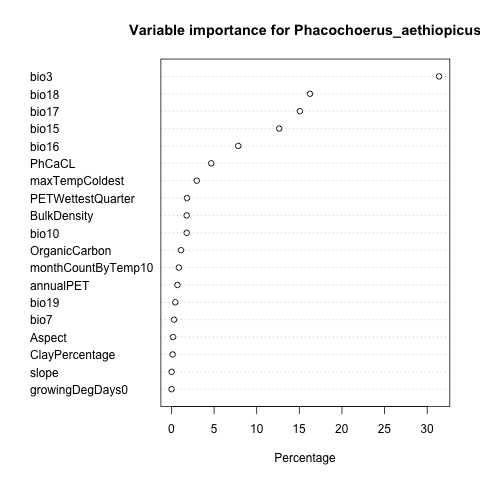 Variable importance for Phacochoerus_aethiopicus
bio3
bio18
bio17
bio15
bio16
PhCaCL
maxTempColdest
PETWettestQuarter
BulkDensity
bio10
OrganicCarbon
monthCountByTemp10
annualPET
bio19
bio7
Aspect
ClayPercentage
slope
growingDegDays0
0 5 10 15 20 25 30
Percentage